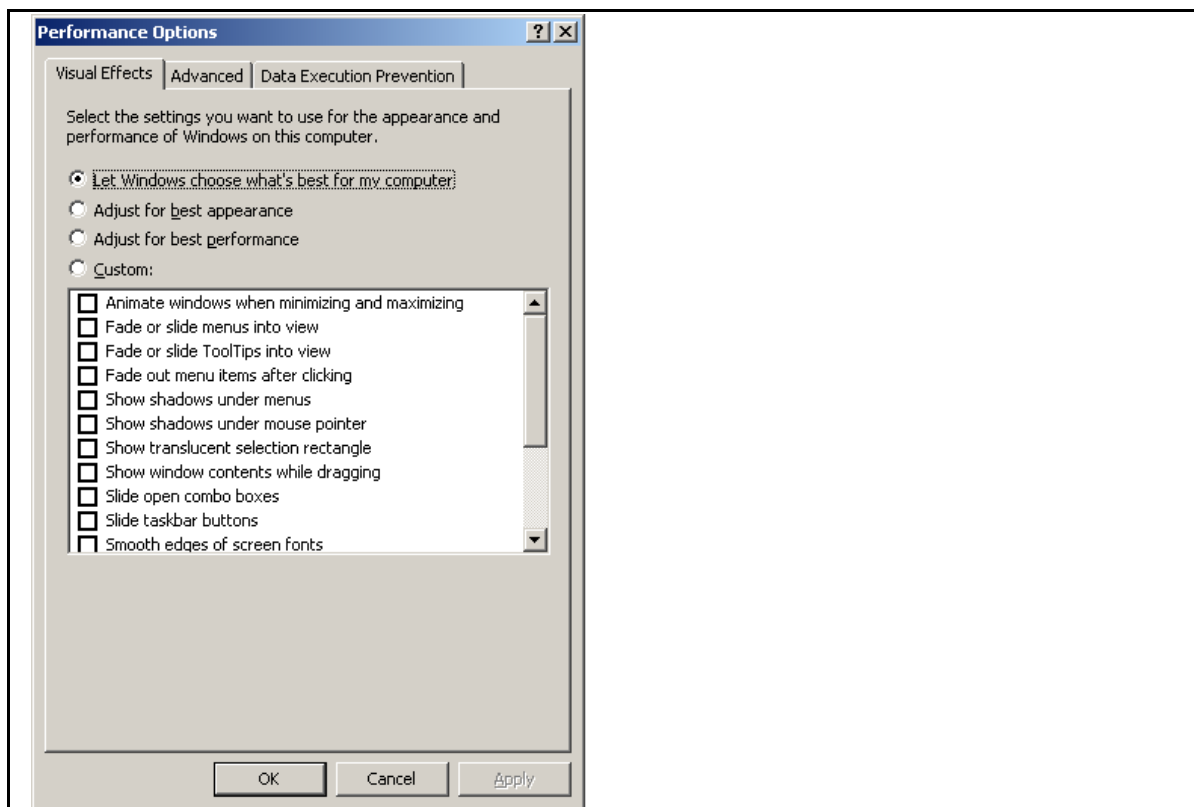 Performance Options
Visual Effects Advanced Data Execution Prevention
Select the settings you want to use for the appearance and
performance of Windows on this computer.
Let Windows choose what's best for my computer
Adjust for best appearance
Adjust for best performance
Custom:
Animate windows when minimizing and maximizing
Fade or slide menus into view
Fade or slide ToolTips into view
Fade out menu items after clicking
Show shadows under menus
Show shadows under mouse pointer
Show translucent selection rectangle
Show window contents while dragging
Slide open combo boxes
Slide taskbar buttons
Smooth edges of screen fonts
OK Cancel Apply